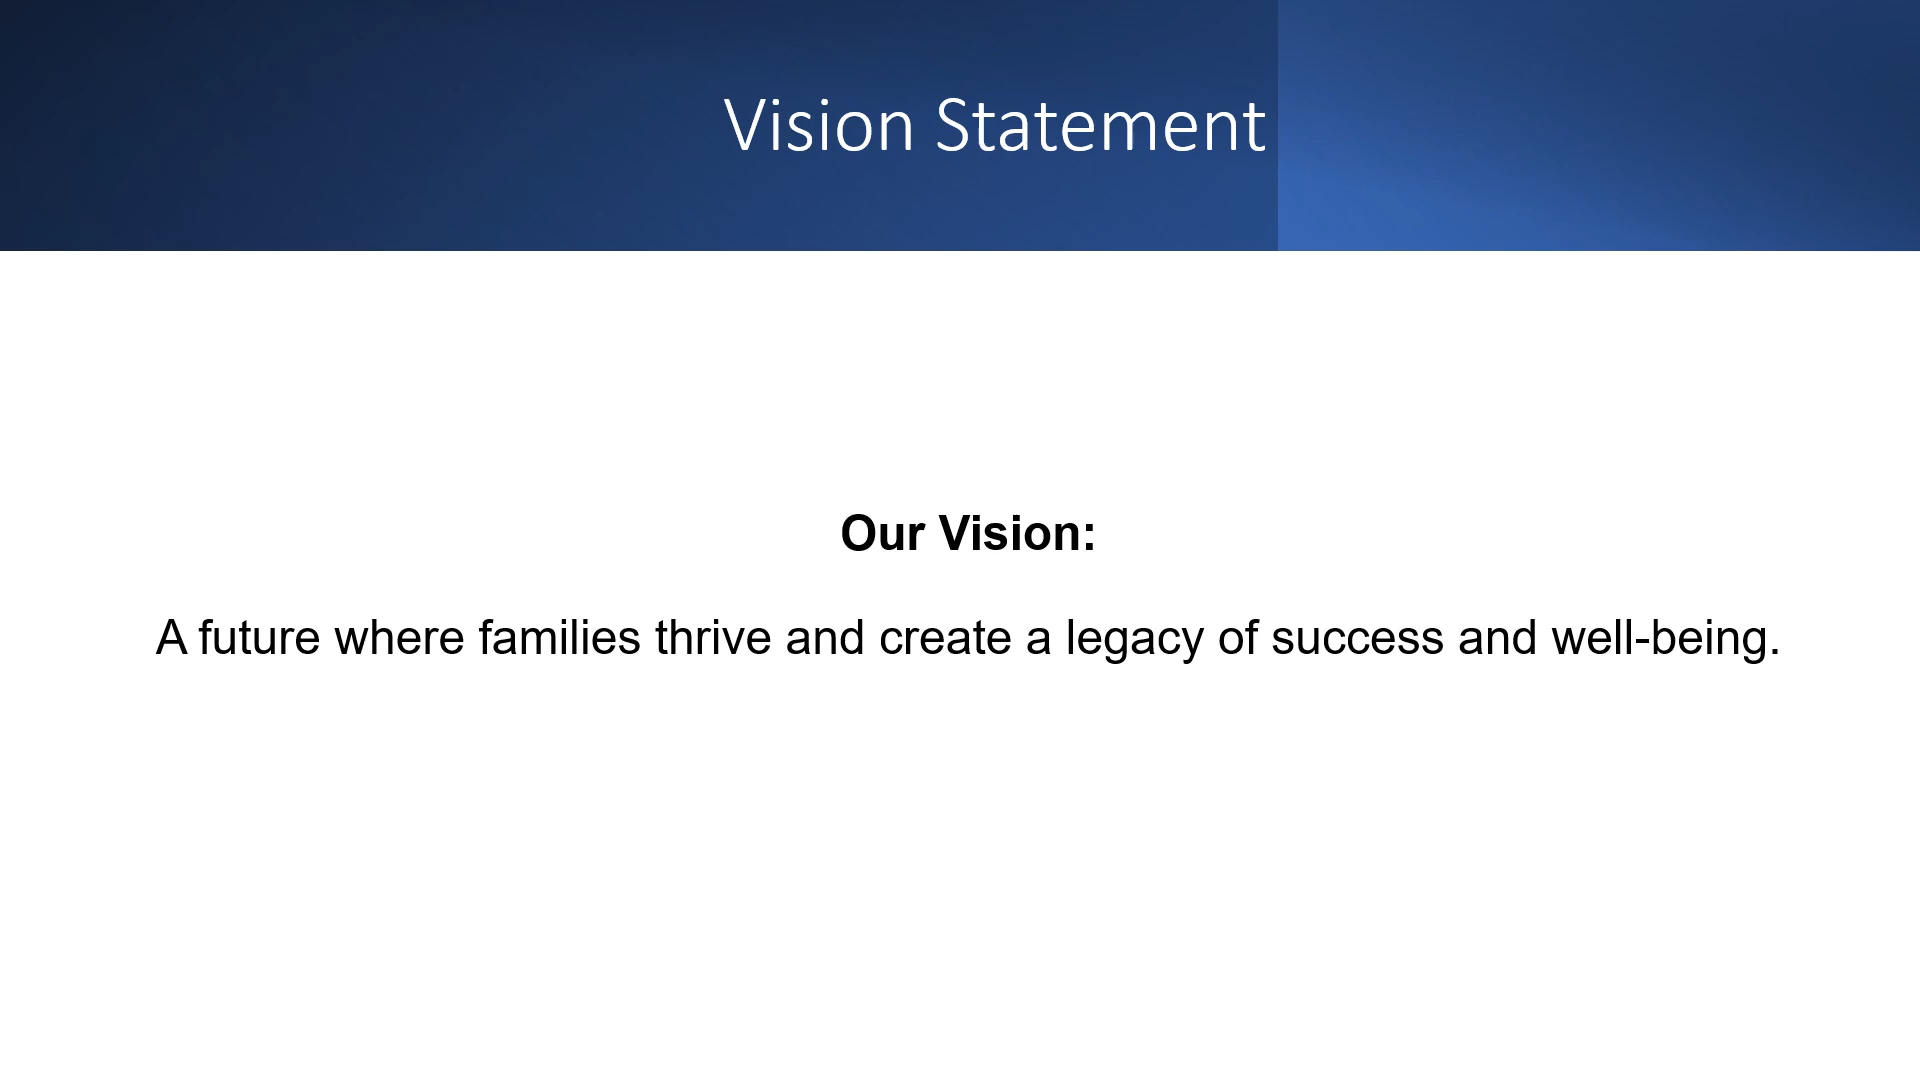 Vision Statement
Our Vision:
A future where families thrive and create a legacy of success and well-being.